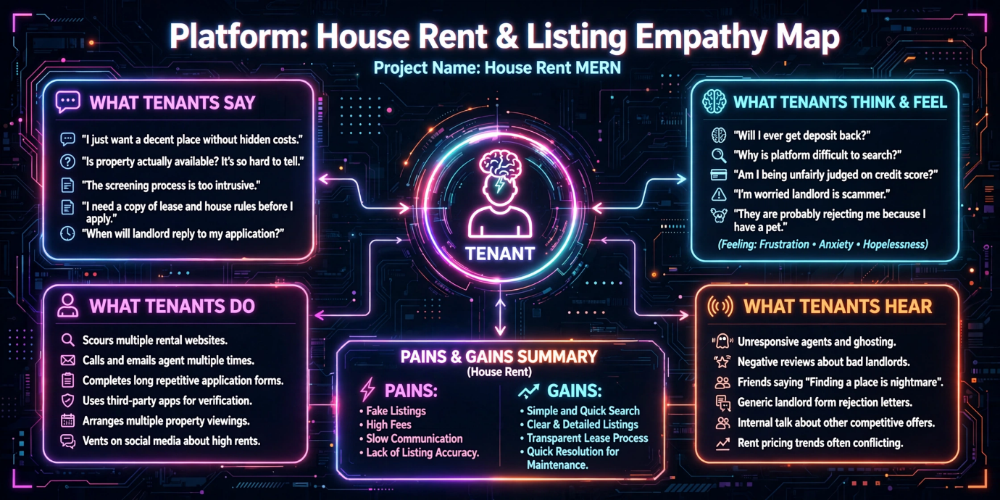 Platform: House Rent & Listing Empathy Map
Project Name: House Rent MERN
WHAT TENANTS SAY
"I just want a decent place without hidden costs."
"Is property actually available? It's so hard to tell."
"The screening process is too intrusive."
"I need a copy of lease and house rules before I
apply."
"When will landlord reply to my application?"
WHAT TENANTS THINK & FEEL
"Will I ever get deposit back?"
"Why is platform difficult to search?"
"Am I being unfairly judged on credit score?"
"I'm worried landlord is scammer."
"They are probably rejecting me because I
have a pet."
(Feeling: Frustration • Anxiety • Hopelessness)
TENANT
WHAT TENANTS DO
Scours multiple rental websites.
Calls and emails agent multiple times.
Completes long repetitive application forms.
Uses third-party apps for verification.
Arranges multiple property viewings.
Vents on social media about high rents.
PAINS & GAINS SUMMARY
(House Rent)
PAINS:
• Fake Listings
• High Fees
• Slow Communication
• Lack of Listing Accuracy.
GAINS:
• Simple and Quick Search
• Clear & Detailed Listings
• Transparent Lease Process
• Quick Resolution for
Maintenance.
WHAT TENANTS HEAR
Unresponsive agents and ghosting.
Negative reviews about bad landlords.
Friends saying "Finding a place is nightmare".
Generic landlord form rejection letters.
Internal talk about other competitive offers.
Rent pricing trends often conflicting.